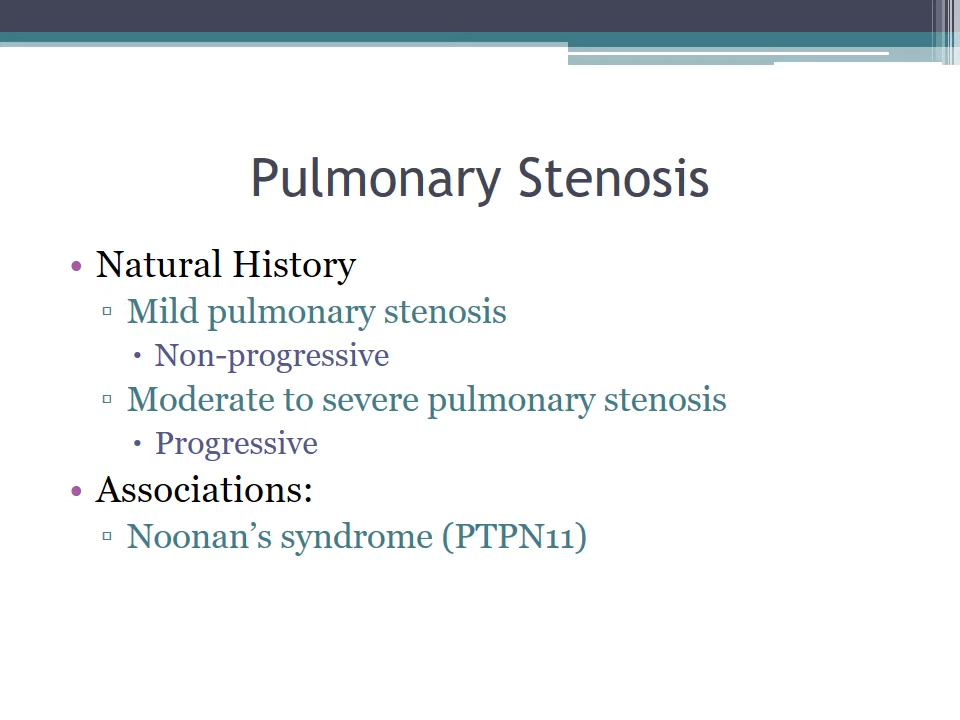 Pulmonary Stenosis
• Natural History
▫ Mild pulmonary stenosis
▪ Non-progressive
▫ Moderate to severe pulmonary stenosis
▪ Progressive
• Associations:
▫ Noonan’s syndrome (PTPN11)